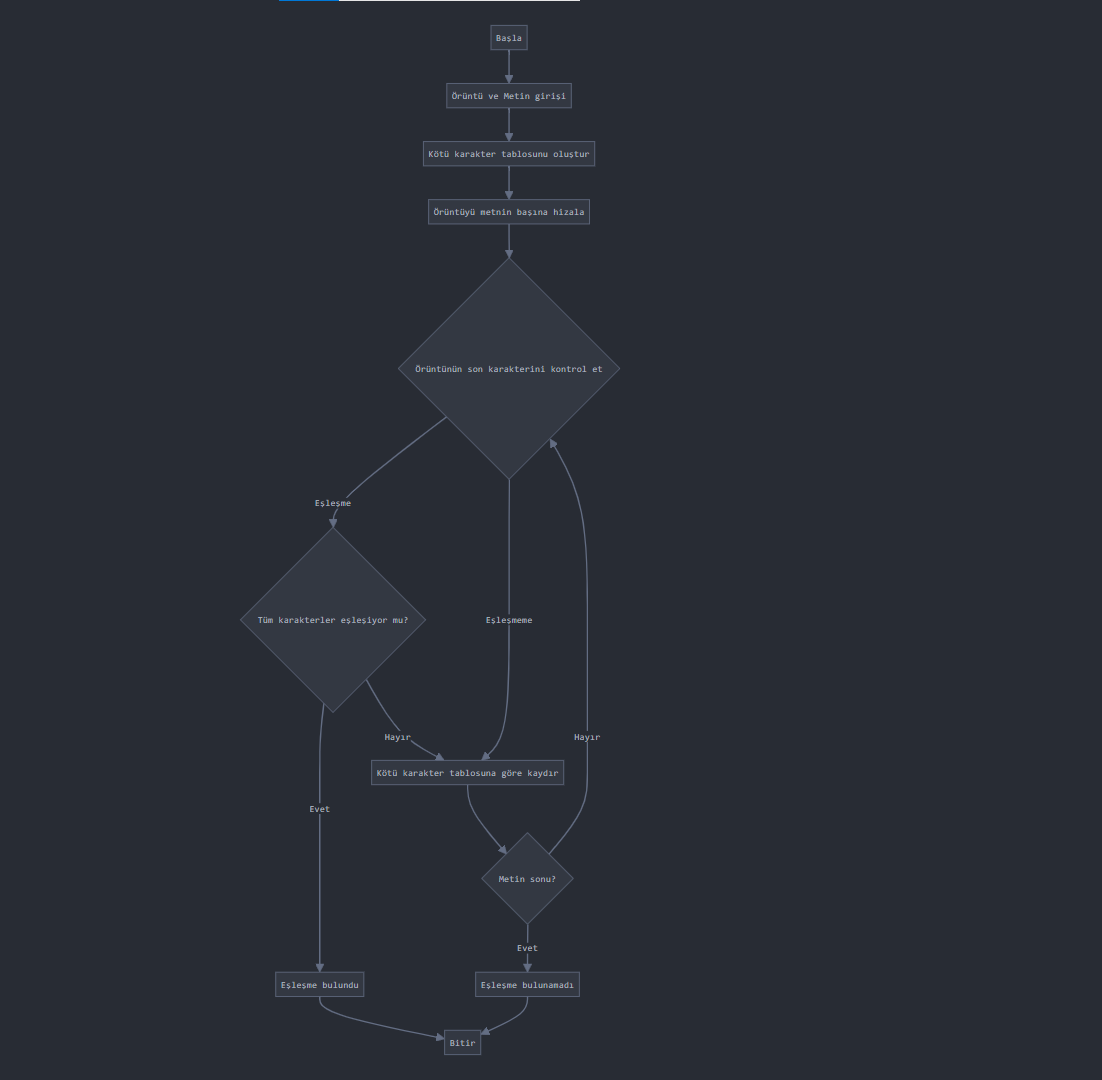 Başla
Örüntü ve Metin girişi
Kötü karakter tablosunu oluştur
Örüntüyü metnin başına hizala
Örüntünün son karakterini kontrol et
Eşleşme
Tüm karakterler eşleşiyor mu?
Eşleşmeme
Hayır
Hayır
Kötü karakter tablosuna göre kaydır
Evet
Metin sonu?
Evet
Eşleşme bulundu
Eşleşme bulunamadı
Bitir